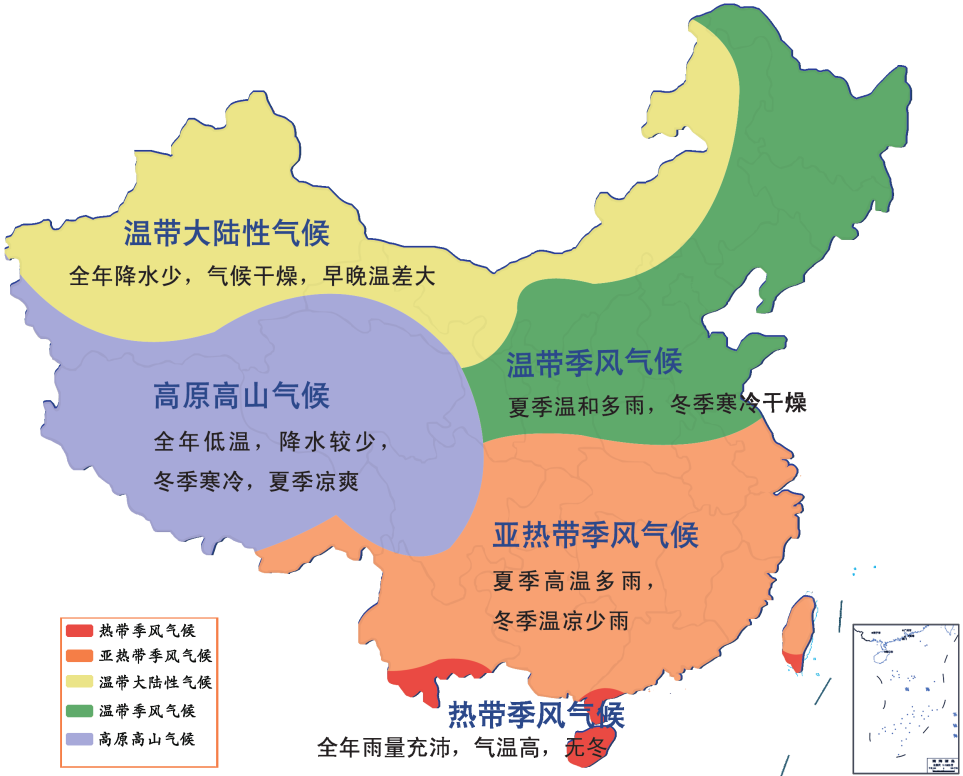 温带大陆性气候
全年降水少，气候干燥，早晚温差大
温带季风气候
夏季温和多雨，冬季寒冷干燥
高原高山气候
全年低温，降水较少，
冬季寒冷，夏季凉爽
亚热带季风气候
夏季高温多雨，
冬季温凉少雨
热带季风气候
全年雨量充沛，气温高，无冬
热带季风气候
亚热带季风气候
温带大陆性气候
温带季风气候
高原高山气候